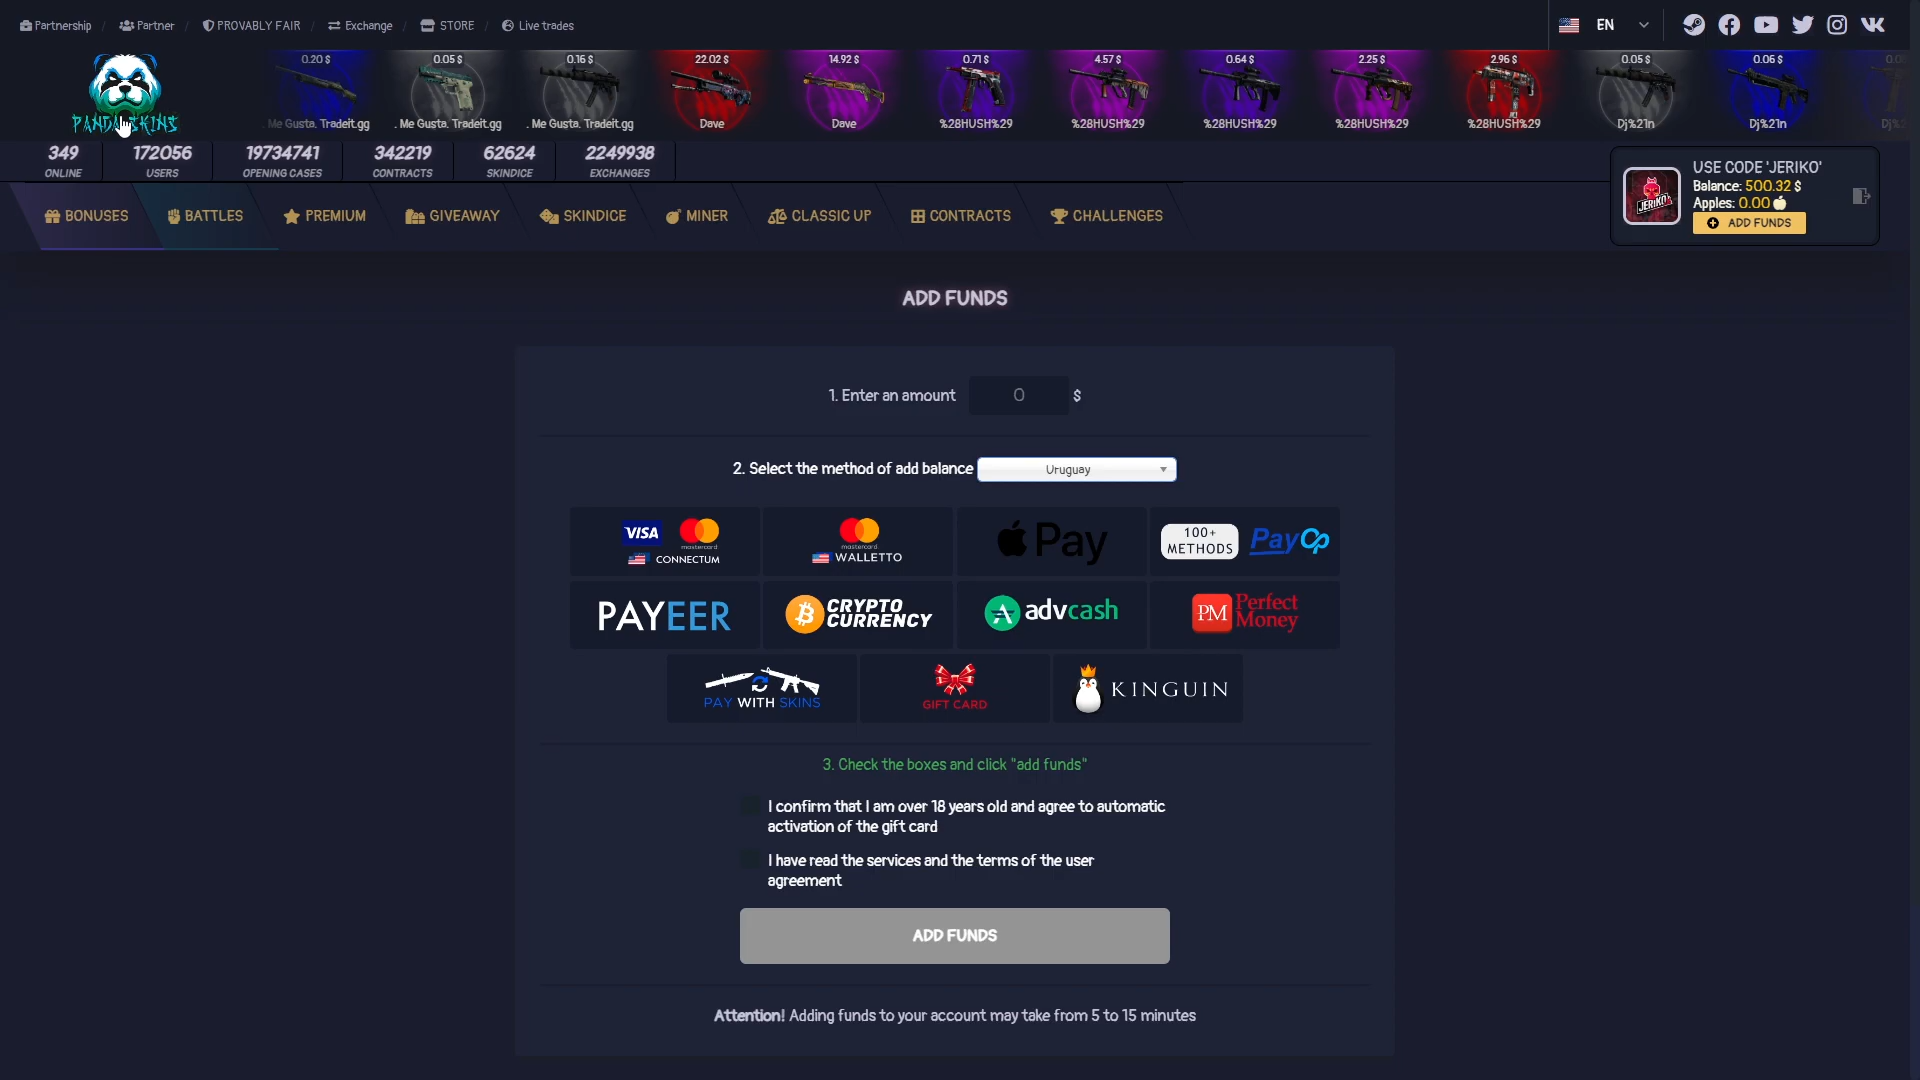 Partnership / Partner / PROVABLY FAIR / Exchange / STORE / Live trades
EN
PANDA SKINS
0.20 $
0.05 $
0.16 $
22.02 $
14.92 $
0.71 $
4.57 $
0.64 $
2.25 $
2.96 $
0.05 $
0.06 $
. Me Gusta. Tradeit.gg
. Me Gusta. Tradeit.gg
. Me Gusta. Tradeit.gg
Dave
Dave
%28HUSH%29
%28HUSH%29
%28HUSH%29
%28HUSH%29
%28HUSH%29
Dj%21n
Dj%21n
349
ONLINE
172056
USERS
19734741
OPENING CASES
342219
CONTRACTS
62624
SKINDICE
2249938
EXCHANGES
JERIKO
USE CODE 'JERIKO'
Balance: 500.32 $
Apples: 0.00
ADD FUNDS
BONUSES
BATTLES
PREMIUM
GIVEAWAY
SKINDICE
MINER
CLASSIC UP
CONTRACTS
CHALLENGES
ADD FUNDS
1. Enter an amount 0 $
2. Select the method of add balance Uruguay
VISA mastercard
CONNECTUM
mastercard
WALLETTO
Pay
100+
METHODS
PayOp
PAYEER
CRYPTO
CURRENCY
advcash
PM Perfect
Money
PAY WITH SKINS
GIFT CARD
KINGUIN
3. Check the boxes and click "add funds"
I confirm that I am over 18 years old and agree to automatic
activation of the gift card
I have read the services and the terms of the user
agreement
ADD FUNDS
Attention! Adding funds to your account may take from 5 to 15 minutes